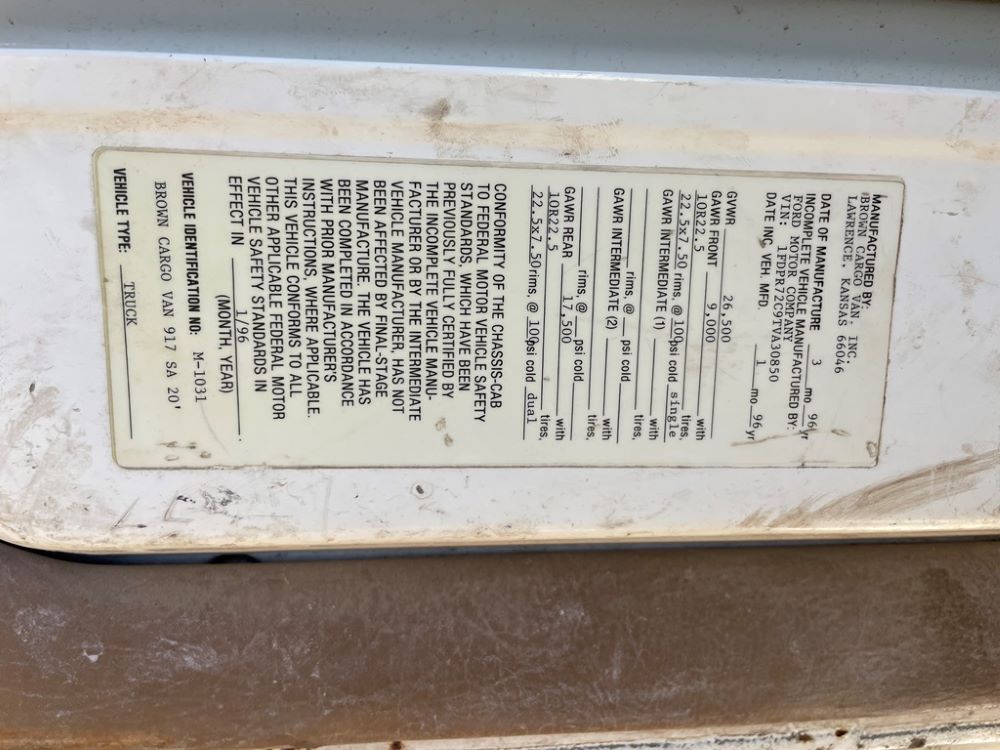 MANUFACTURED BY:
BROWN CARGO VAN, INC.
LAWRENCE, KANSAS 66046
DATE OF MANUFACTURE 3 mo 96 yr
INCOMPLETE VEHICLE MANUFACTURED BY:
FORD MOTOR COMPANY
VIN: 1FDPR72C9TVA30850
DATE INC. VEH. MFD. 1 mo 96 yr
GVWR 26,500
GAWR FRONT 9,000 with
10R22.5 tires,
22.5x7.50 rims, @ 100 psi cold single
GAWR INTERMEDIATE (1) with
tires,
rims, @ psi cold
GAWR INTERMEDIATE (2) with
tires,
rims, @ psi cold
GAWR REAR 17,500 with
10R22.5 tires,
22.5x7.50 rims, @ 100 psi cold dual
CONFORMITY OF THE CHASSIS-CAB
TO FEDERAL MOTOR VEHICLE SAFETY
STANDARDS, WHICH HAVE BEEN
PREVIOUSLY FULLY CERTIFIED BY
THE INCOMPLETE VEHICLE MANU-
FACTURER OR BY THE INTERMEDIATE
VEHICLE MANUFACTURER, HAS NOT
BEEN AFFECTED BY FINAL-STAGE
MANUFACTURE. THE VEHICLE HAS
BEEN COMPLETED IN ACCORDANCE
WITH PRIOR MANUFACTURER'S
INSTRUCTIONS, WHERE APPLICABLE.
THIS VEHICLE CONFORMS TO ALL
OTHER APPLICABLE FEDERAL MOTOR
VEHICLE SAFETY STANDARDS IN
EFFECT IN 1/96.
(MONTH, YEAR)
VEHICLE IDENTIFICATION NO: M-1031
BROWN CARGO VAN 917 SA 20'
VEHICLE TYPE: TRUCK